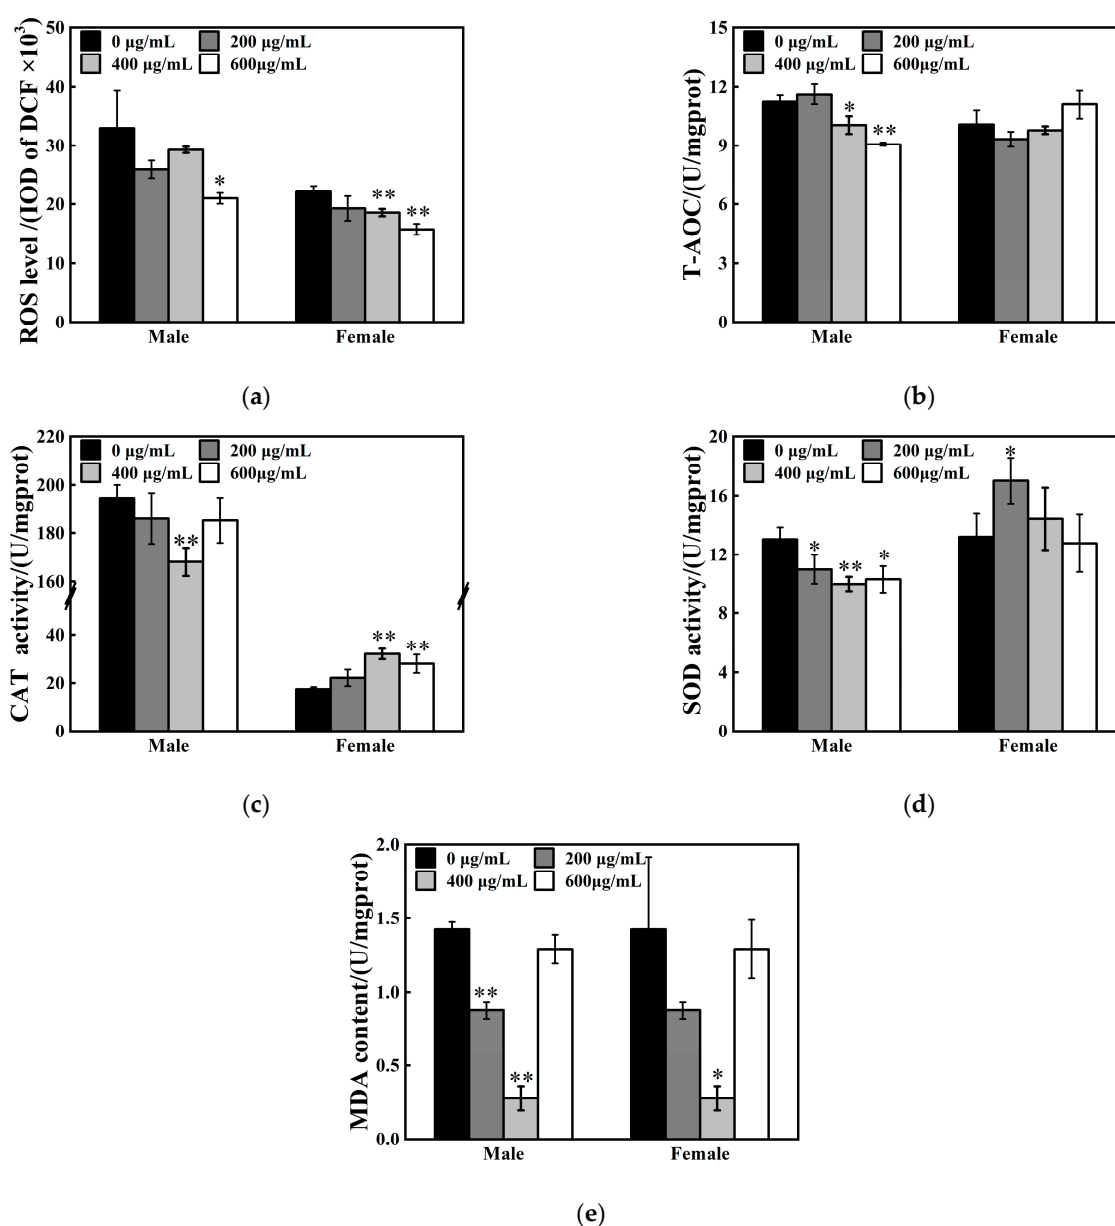 ROS level /(IOD of DCF ×10³)
50
40
30
20
10
0
0 μg/mL 200 μg/mL
400 μg/mL 600μg/mL
*
** **
Male Female
(a)
T-AOC/(U/mgprot)
15
12
9
6
3
0
0 μg/mL 200 μg/mL
400 μg/mL 600μg/mL
* **
Male Female
(b)
CAT activity/(U/mgprot)
220
200
180
160
40
20
0
0 μg/mL 200 μg/mL
400 μg/mL 600μg/mL
**
** **
Male Female
(c)
SOD activity/(U/mgprot)
20
16
12
8
4
0
0 μg/mL 200 μg/mL
400 μg/mL 600μg/mL
* ** *
*
Male Female
(d)
MDA content/(U/mgprot)
2.0
1.5
1.0
0.5
0.0
0 μg/mL 200 μg/mL
400 μg/mL 600μg/mL
** **
*
Male Female
(e)